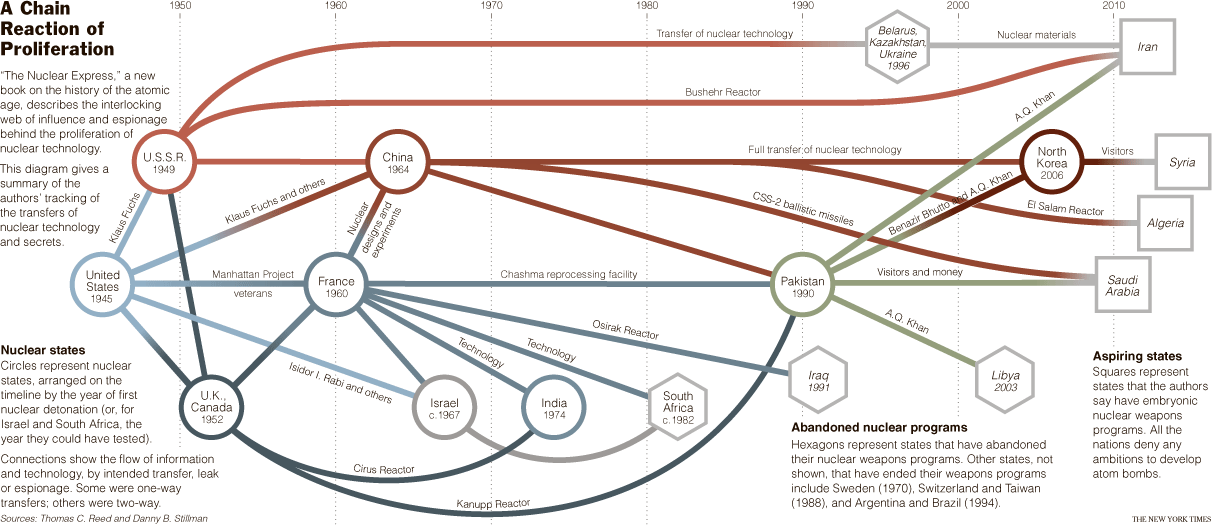 1950
1960
1970
1980
1990
2000
2010
A Chain
Reaction of
Proliferation
“The Nuclear Express,” a new
book on the history of the atomic
age, describes the interlocking
web of influence and espionage
behind the proliferation of
nuclear technology.
This diagram gives a
summary of the
authors’ tracking of
the transfers of
nuclear technology
and secrets.
Transfer of nuclear technology
Belarus,
Kazakhstan,
Ukraine
1996
Nuclear materials
Iran
Bushehr Reactor
A.Q. Khan
U.S.S.R.
1949
China
1964
Full transfer of nuclear technology
North
Korea
2006
Visitors
Syria
Klaus Fuchs
Klaus Fuchs and others
Nuclear
designs and
experiments
CSS-2 ballistic missiles
Benazir Bhutto and A.Q. Khan
El Salam Reactor
Algeria
United
States
1945
Manhattan Project
veterans
France
1960
Chashma reprocessing facility
Pakistan
1990
Visitors and money
Saudi
Arabia
Osirak Reactor
A.Q. Khan
Technology
Technology
Isidor I. Rabi and others
U.K.,
Canada
1952
Israel
c.1967
India
1974
South
Africa
c.1982
Iraq
1991
Libya
2003
Cirus Reactor
Kanupp Reactor
Nuclear states
Circles represent nuclear
states, arranged on the
timeline by the year of first
nuclear detonation (or, for
Israel and South Africa, the
year they could have tested).
Connections show the flow of information
and technology, by intended transfer, leak
or espionage. Some were one-way
transfers; others were two-way.
Abandoned nuclear programs
Hexagons represent states that have abandoned
their nuclear weapons programs. Other states, not
shown, that have ended their weapons programs
include Sweden (1970), Switzerland and Taiwan
(1988), and Argentina and Brazil (1994).
Aspiring states
Squares represent
states that the authors
say have embryonic
nuclear weapons
programs. All the
nations deny any
ambitions to develop
atom bombs.
Sources: Thomas C. Reed and Danny B. Stillman
THE NEW YORK TIMES